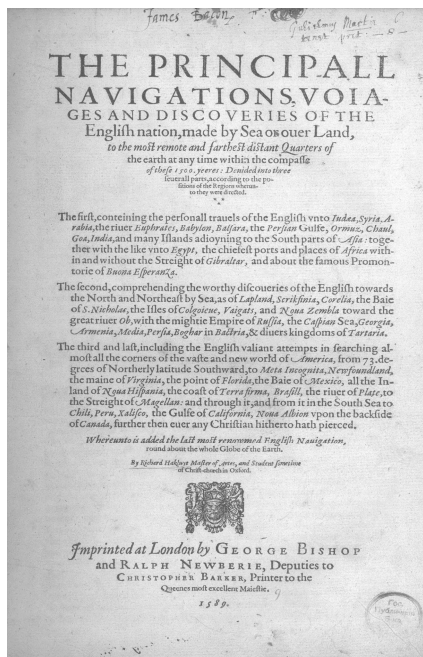 James Bacon
THE PRINCIPALL
NAVIGATIONS, VOIA-
GES AND DISCOVERIES OF THE
Engliſh nation, made by Sea or ouer Land,
to the moſt remote and fartheſt diſtant Quarters of
the earth at any time within the compaſſe
of theſe 1500. yeeres: Deuided into three
ſeuerall parts, according to the po-
ſitions of the Regions wherun-
to they were directed.
The firſt, conteining the perſonall trauels of the Engliſh vnto Iudæa, Syria, A-
rabia, the riuer Euphrates, Babylon, Balſara, the Perſian Gulfe, Ormuz, Chaul,
Goa, India, and many Iſlands adioyning to the South parts of Aſia: toge-
ther with the like vnto Egypt, the chiefeſt ports and places of Africa with-
in and without the Streight of Gibraltar, and about the famous Promon-
torie of Buona Eſperanza.
The ſecond, comprehending the worthy diſcoueries of the Engliſh towards
the North and Northeaſt by Sea, as of Lapland, Scrikfinia, Corelia, the Baie
of S. Nicholas, the Iſles of Colgoieue, Vaigats, and Noua Zembla toward the
great riuer Ob, with the mightie Empire of Ruſſia, the Caſpian Sea, Georgia,
Armenia, Media, Perſia, Boghar in Bactria, & diuers kingdoms of Tartaria.
The third and laſt, including the Engliſh valiant attempts in ſearching al-
moſt all the corners of the vaſte and new world of America, from 73. de-
grees of Northerly latitude Southward, to Meta Incognita, Newfoundland,
the maine of Virginia, the point of Florida, the Baie of Mexico, all the In-
land of Noua Hiſpania, the coaſt of Terra firma, Braſill, the riuer of Plate, to
the Streight of Magellan: and through it, and from it in the South Sea to
Chili, Peru, Xaliſco, the Gulfe of California, Noua Albion vpon the backſide
of Canada, further then euer any Chriſtian hitherto hath pierced.
Whereunto is added the laſt moſt renowmed Engliſh Nauigation,
round about the whole Globe of the Earth.
By Richard Hakluyt Maſter of Artes, and Student ſometime
of Chriſt-church in Oxford.
Imprinted at London by GEORGE BISHOP
and RALPH NEWBERIE, Deputies to
CHRISTOPHER BARKER, Printer to the
Queenes moſt excellent Maieſtie.
1589.